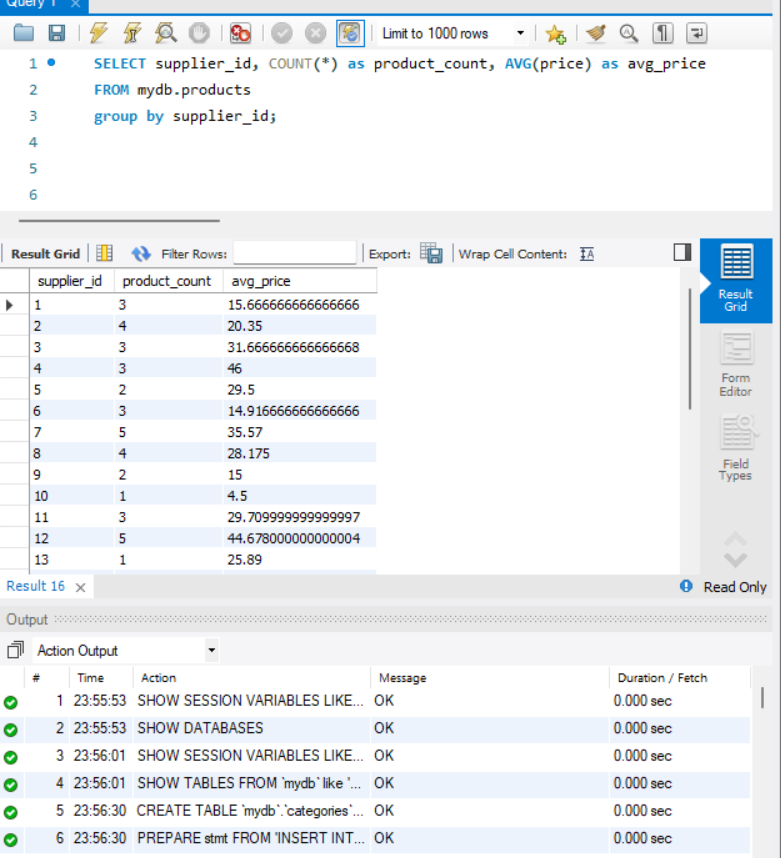 Query 1 ×
Limit to 1000 rows
1 SELECT supplier_id, COUNT(*) as product_count, AVG(price) as avg_price
2 FROM mydb.products
3 group by supplier_id;
4
5
6
Result Grid Filter Rows: Export: Wrap Cell Content:
supplier_id product_count avg_price
1 3 15.666666666666666
2 4 20.35
3 3 31.666666666666668
4 3 46
5 2 29.5
6 3 14.916666666666666
7 5 35.57
8 4 28.175
9 2 15
10 1 4.5
11 3 29.709999999999997
12 5 44.678000000000004
13 1 25.89
Result
Grid
Form
Editor
Field
Types
Result 16 × Read Only
Output
Action Output
# Time Action Message Duration / Fetch
1 23:55:53 SHOW SESSION VARIABLES LIKE... OK 0.000 sec
2 23:55:53 SHOW DATABASES OK 0.000 sec
3 23:56:01 SHOW SESSION VARIABLES LIKE... OK 0.000 sec
4 23:56:01 SHOW TABLES FROM `mydb` like '... OK 0.000 sec
5 23:56:30 CREATE TABLE `mydb`.`categories`... OK 0.000 sec
6 23:56:30 PREPARE stmt FROM 'INSERT INT... OK 0.000 sec